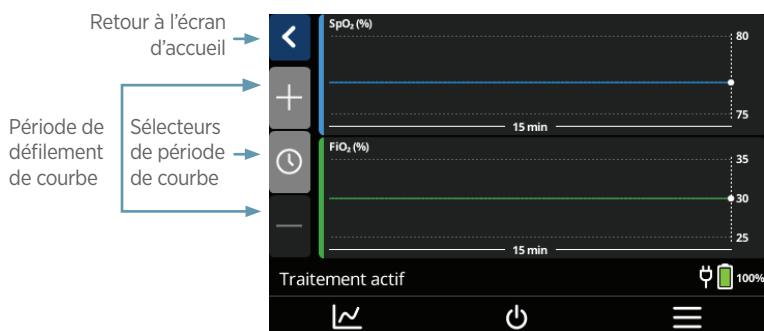 Retour à l'écran
d'accueil
Période de
défilement
de courbe
Sélecteurs
de période
de courbe
SpO₂ (%)
80
75
15 min
FiO₂ (%)
35
30
25
15 min
Traitement actif
100%